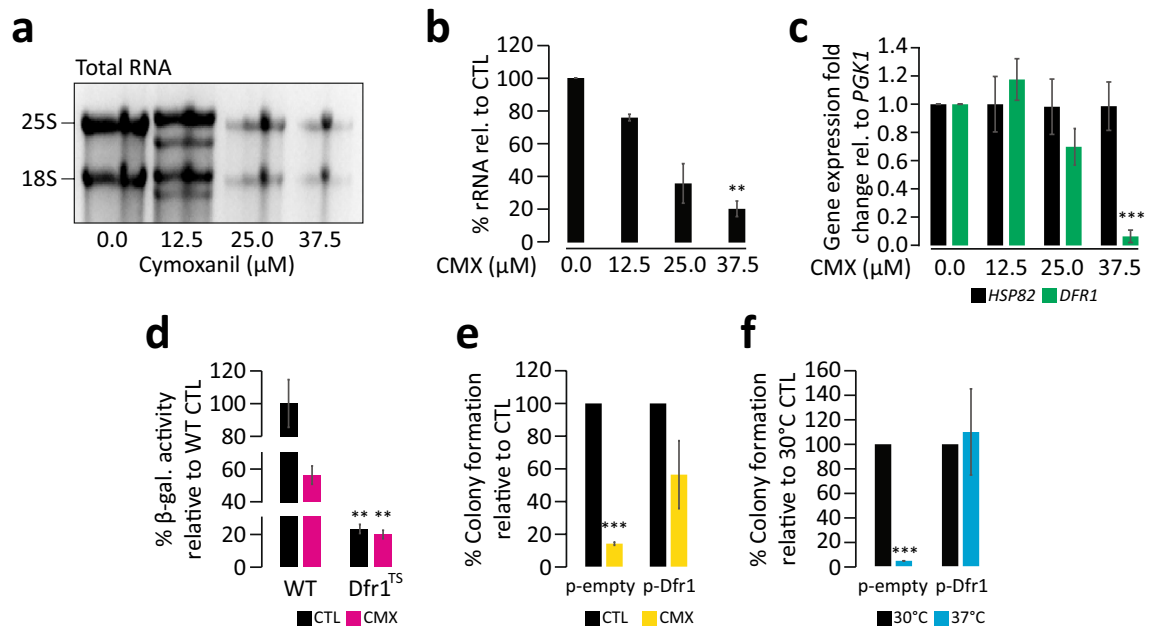 a
Total RNA
25S
18S
0.0 12.5 25.0 37.5
Cymoxanil (µM)
b
% rRNA rel. to CTL
120
100
80
60
40
20
0
**
CMX (µM) 0.0 12.5 25.0 37.5
c
Gene expression fold
change rel. to PGK1
1.4
1.2
1.0
0.8
0.6
0.4
0.2
0.0
***
CMX (µM) 0.0 12.5 25.0 37.5
HSP82 DFR1
d
% β-gal. activity
relative to WT CTL
120
100
80
60
40
40
20
0
** **
WT Dfr1TS
CTL CMX
e
% Colony formation
relative to CTL
120
100
80
60
40
20
0
***
p-empty p-Dfr1
CTL CMX
f
% Colony formation
relative to 30°C CTL
160
140
120
100
80
60
40
20
0
***
p-empty p-Dfr1
30°C 37°C